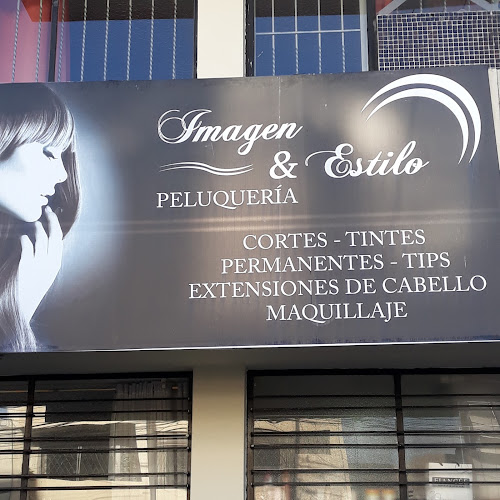 Imagen
& Estilo
PELUQUERÍA
CORTES - TINTES
PERMANENTES - TIPS
EXTENSIONES DE CABELLO
MAQUILLAJE